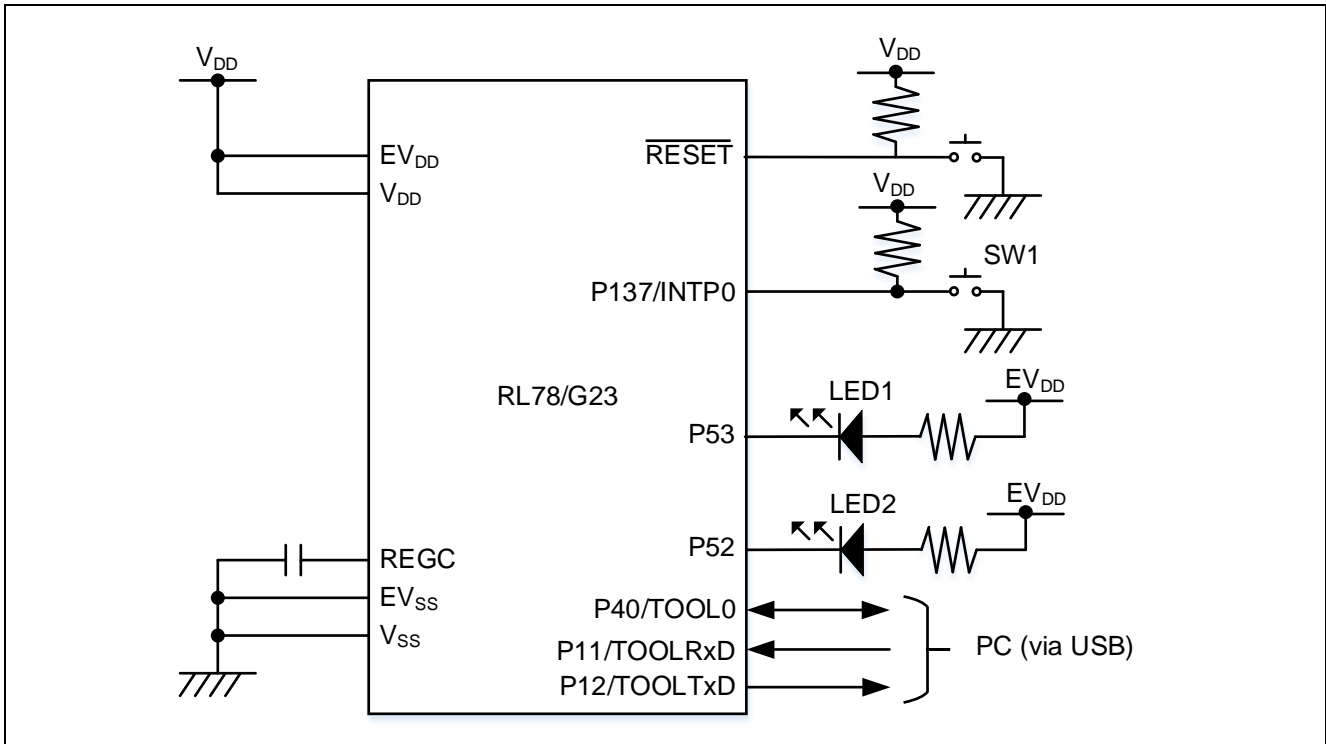 VDD
EVDD
VDD
RL78/G23
REGC
EVSS
VSS
RESET
P137/INTP0
P53
P52
P40/TOOL0
P11/TOOLRxD
P12/TOOLTxD
VDD
VDD
SW1
LED1
EVDD
LED2
EVDD
PC (via USB)